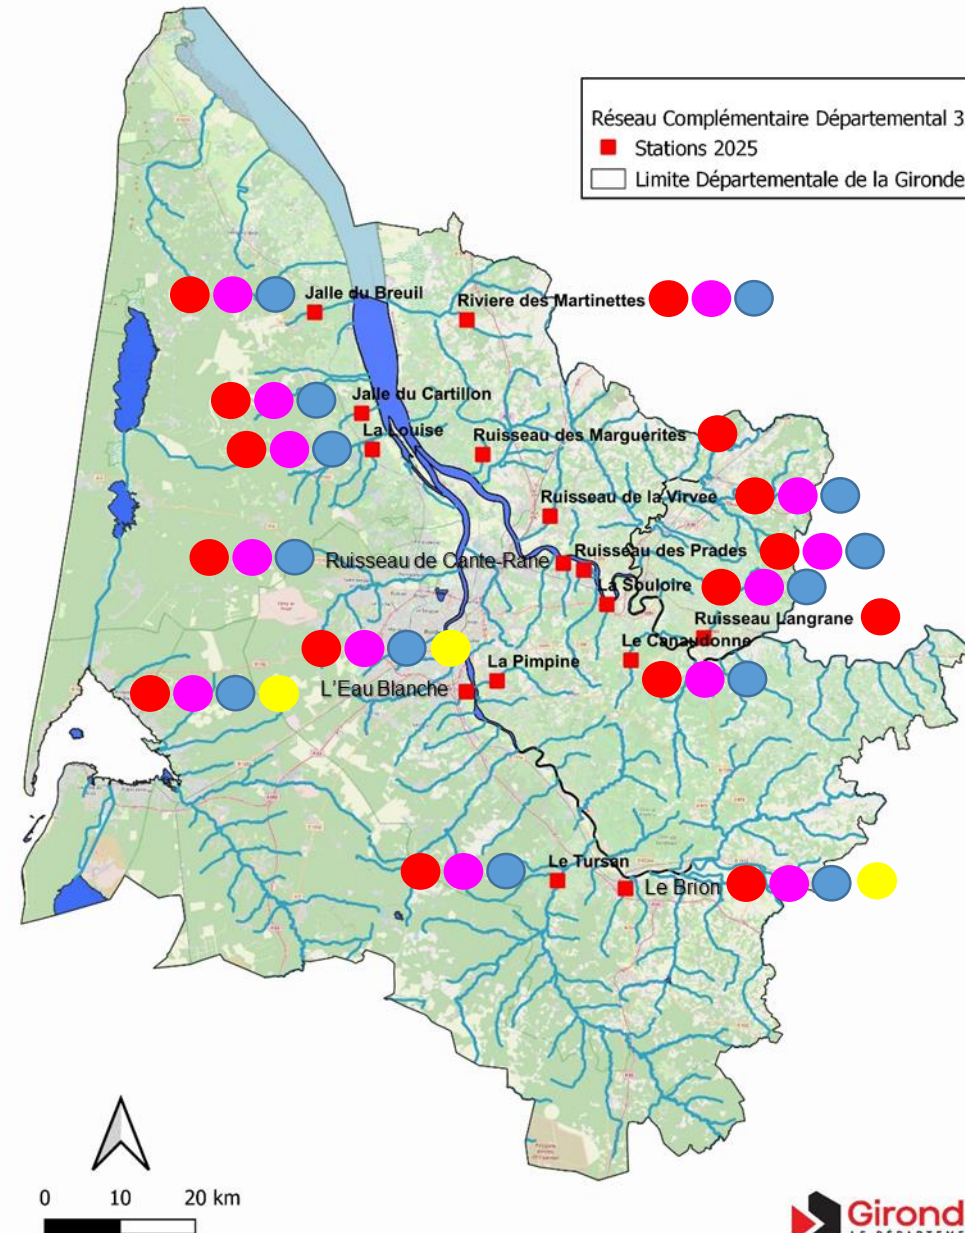 Réseau Complémentaire Départemental 3
Stations 2025
Limite Départementale de la Gironde
Jalle du Breuil
Riviere des Martinettes
Jalle du Cartillon
La Louise
Ruisseau des Marguerites
Ruisseau de la Virvee
Ruisseau des Prades
Ruisseau de Cante-Rane
La Souloire
Ruisseau Langrane
Le Canaudonne
La Pimpine
L'Eau Blanche
Le Tursan
Le Brion
0 10 20 km
Girond